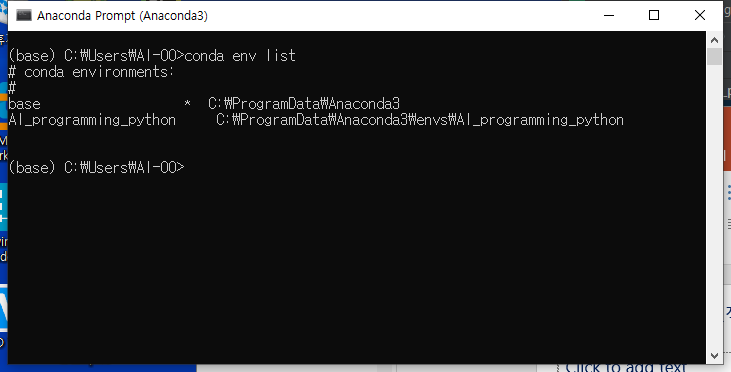 Anaconda Prompt (Anaconda3)
(base) C:₩Users₩AI-00>conda env list
# conda environments:
#
base * C:₩ProgramData₩Anaconda3
AI_programming_python C:₩ProgramData₩Anaconda3₩envs₩AI_programming_python
(base) C:₩Users₩AI-00>
Click to add text